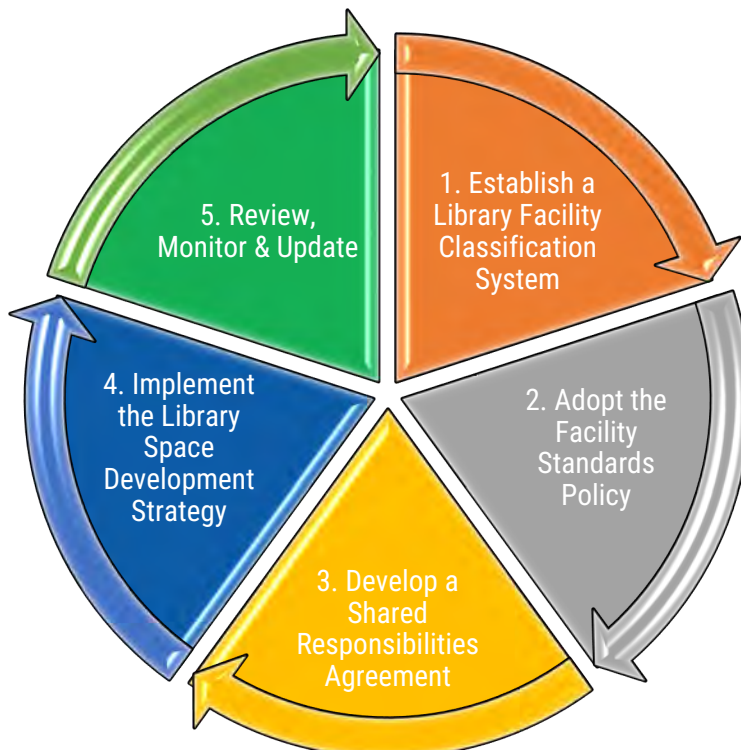 1. Establish a
Library Facility
Classification
System
2. Adopt the
Facility
Standards
Policy
3. Develop a
Shared
Responsibilities
Agreement
4. Implement
the Library
Space
Development
Strategy
5. Review,
Monitor & Update